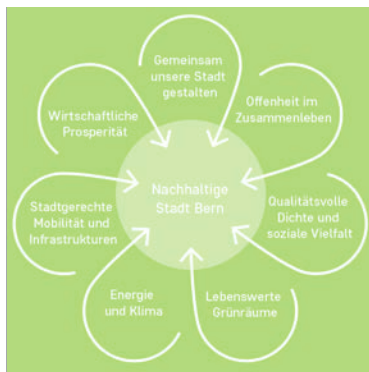 Gemeinsam
unsere Stadt
gestalten
Offenheit im
Zusammenleben
Qualitätsvolle
Dichte und
soziale Vielfalt
Lebenswerte
Grünräume
Energie
und Klima
Stadtgerechte
Mobilität und
Infrastrukturen
Wirtschaftliche
Prosperität
Nachhaltige
Stadt Bern